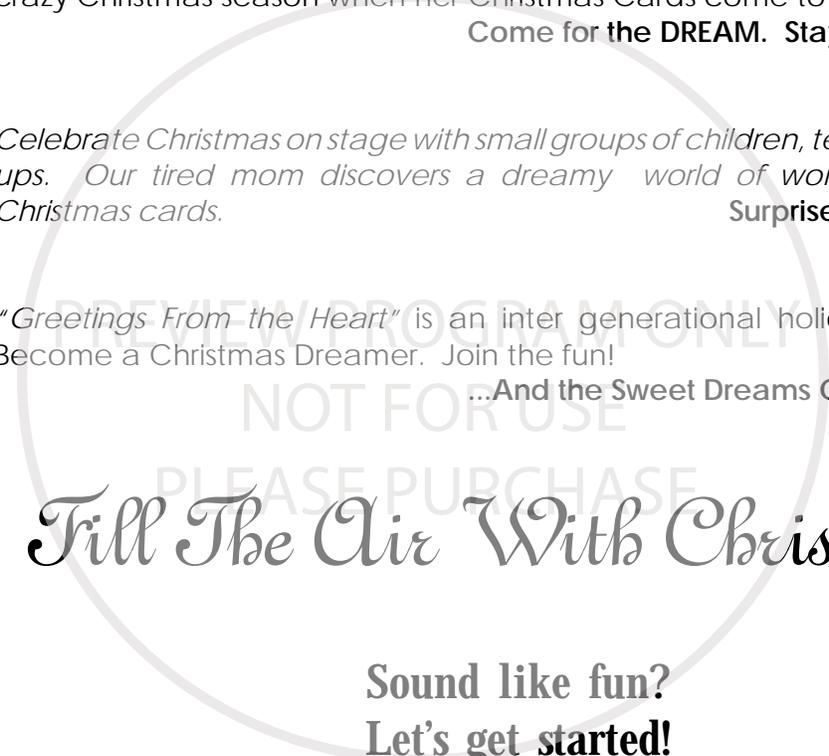 crazy Christmas season when her Christmas Cards come to
Come for the DREAM. Stay
Celebrate Christmas on stage with small groups of children, te
ups. Our tired mom discovers a dreamy world of won
Christmas cards. Surprise
"Greetings From the Heart" is an inter generational holi
PREVIEW PROGRAM ONLY
Become a Christmas Dreamer. Join the fun!
...And the Sweet Dreams
NOT FOR USE
PLEASE PURCHASE
Fill The Air With Chris
Sound like fun?
Let's get started!